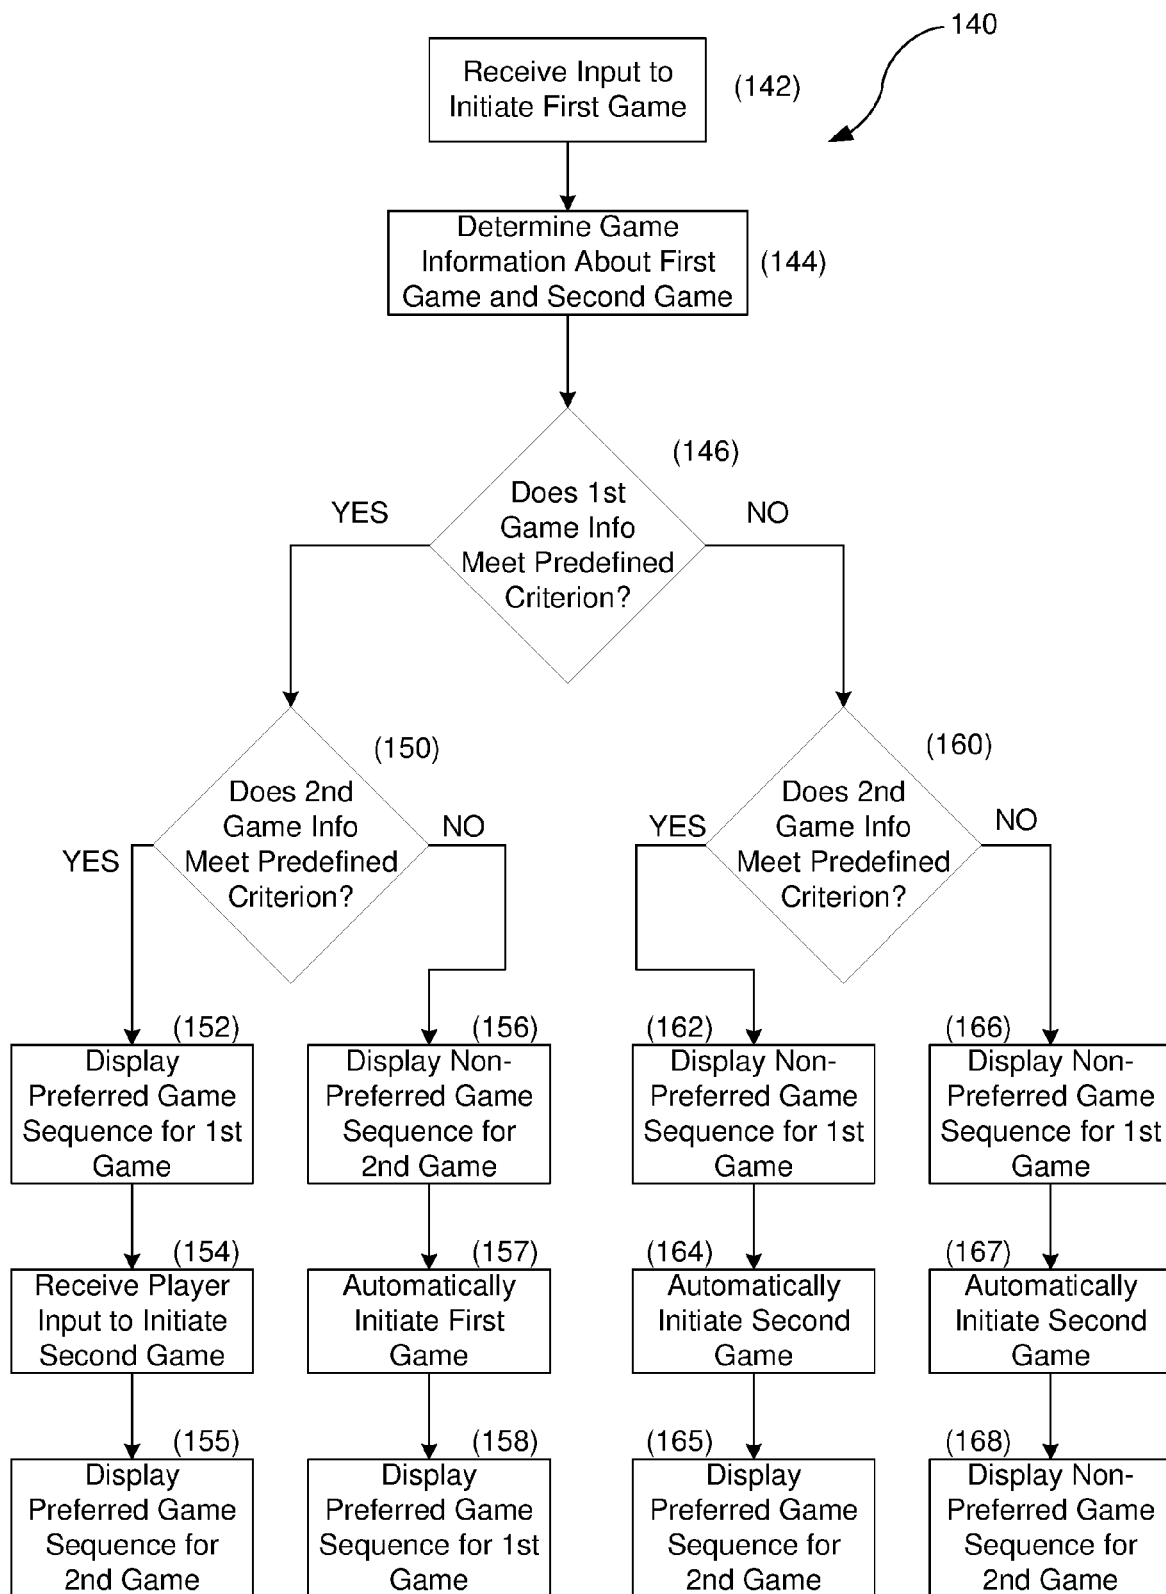 140
Receive Input to
Initiate First Game
(142)
Determine Game
Information About First
Game and Second Game
(144)
(146)
Does 1st
Game Info
Meet Predefined
Criterion?
YES
NO
(150)
Does 2nd
Game Info
Meet Predefined
Criterion?
YES
NO
(160)
Does 2nd
Game Info
Meet Predefined
Criterion?
YES
NO
(152)
Display
Preferred Game
Sequence for 1st
Game
(156)
Display Non-
Preferred Game
Sequence for
2nd Game
(162)
Display Non-
Preferred Game
Sequence for 1st
Game
(166)
Display Non-
Preferred Game
Sequence for 1st
Game
(154)
Receive Player
Input to Initiate
Second Game
(157)
Automatically
Initiate First
Game
(164)
Automatically
Initiate Second
Game
(167)
Automatically
Initiate Second
Game
(155)
Display
Preferred Game
Sequence for
2nd Game
(158)
Display
Preferred Game
Sequence for 1st
Game
(165)
Display
Preferred Game
Sequence for
2nd Game
(168)
Display Non-
Preferred Game
Sequence for
2nd Game